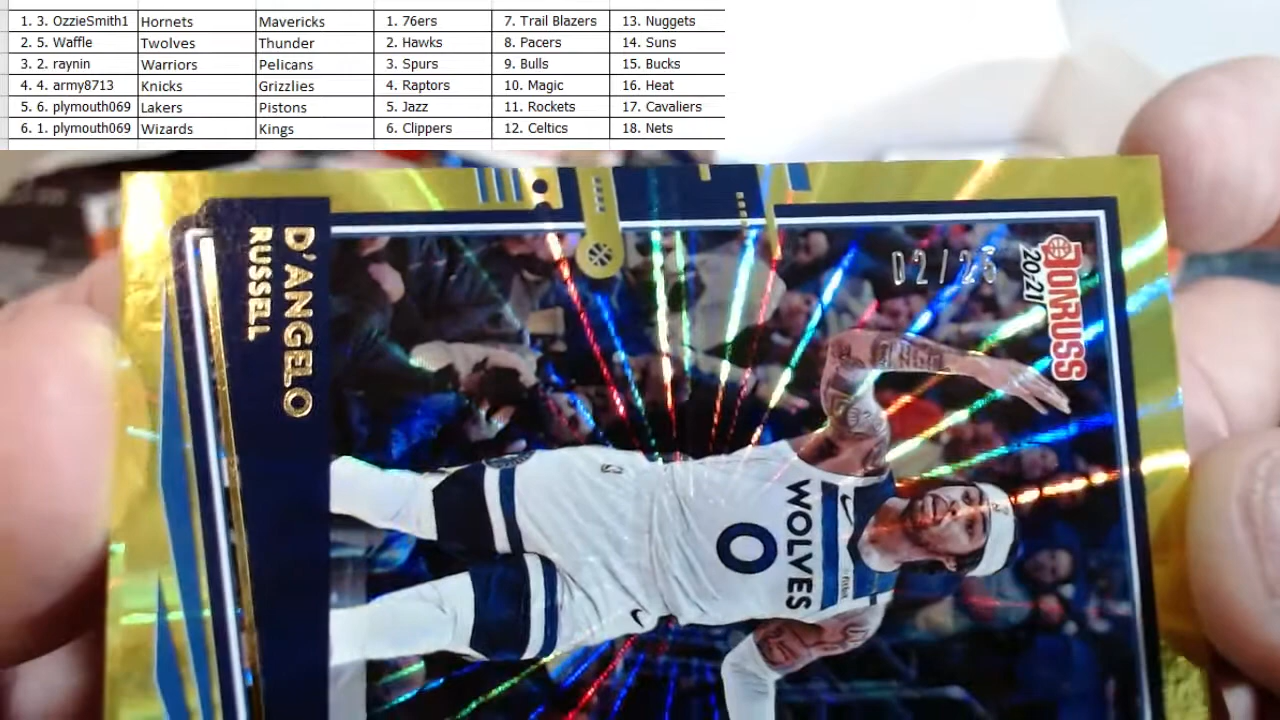 1. 3. OzzieSmith1 Hornets Mavericks 1. 76ers 7. Trail Blazers 13. Nuggets
2. 5. Waffle Twolves Thunder 2. Hawks 8. Pacers 14. Suns
3. 2. raynin Warriors Pelicans 3. Spurs 9. Bulls 15. Bucks
4. 4. army8713 Knicks Grizzlies 4. Raptors 10. Magic 16. Heat
5. 6. plymouth069 Lakers Pistons 5. Jazz 11. Rockets 17. Cavaliers
6. 1. plymouth069 Wizards Kings 6. Clippers 12. Celtics 18. Nets
DONRUSS
20-21
02/25
D'ANGELO
RUSSELL
WOLVES
0